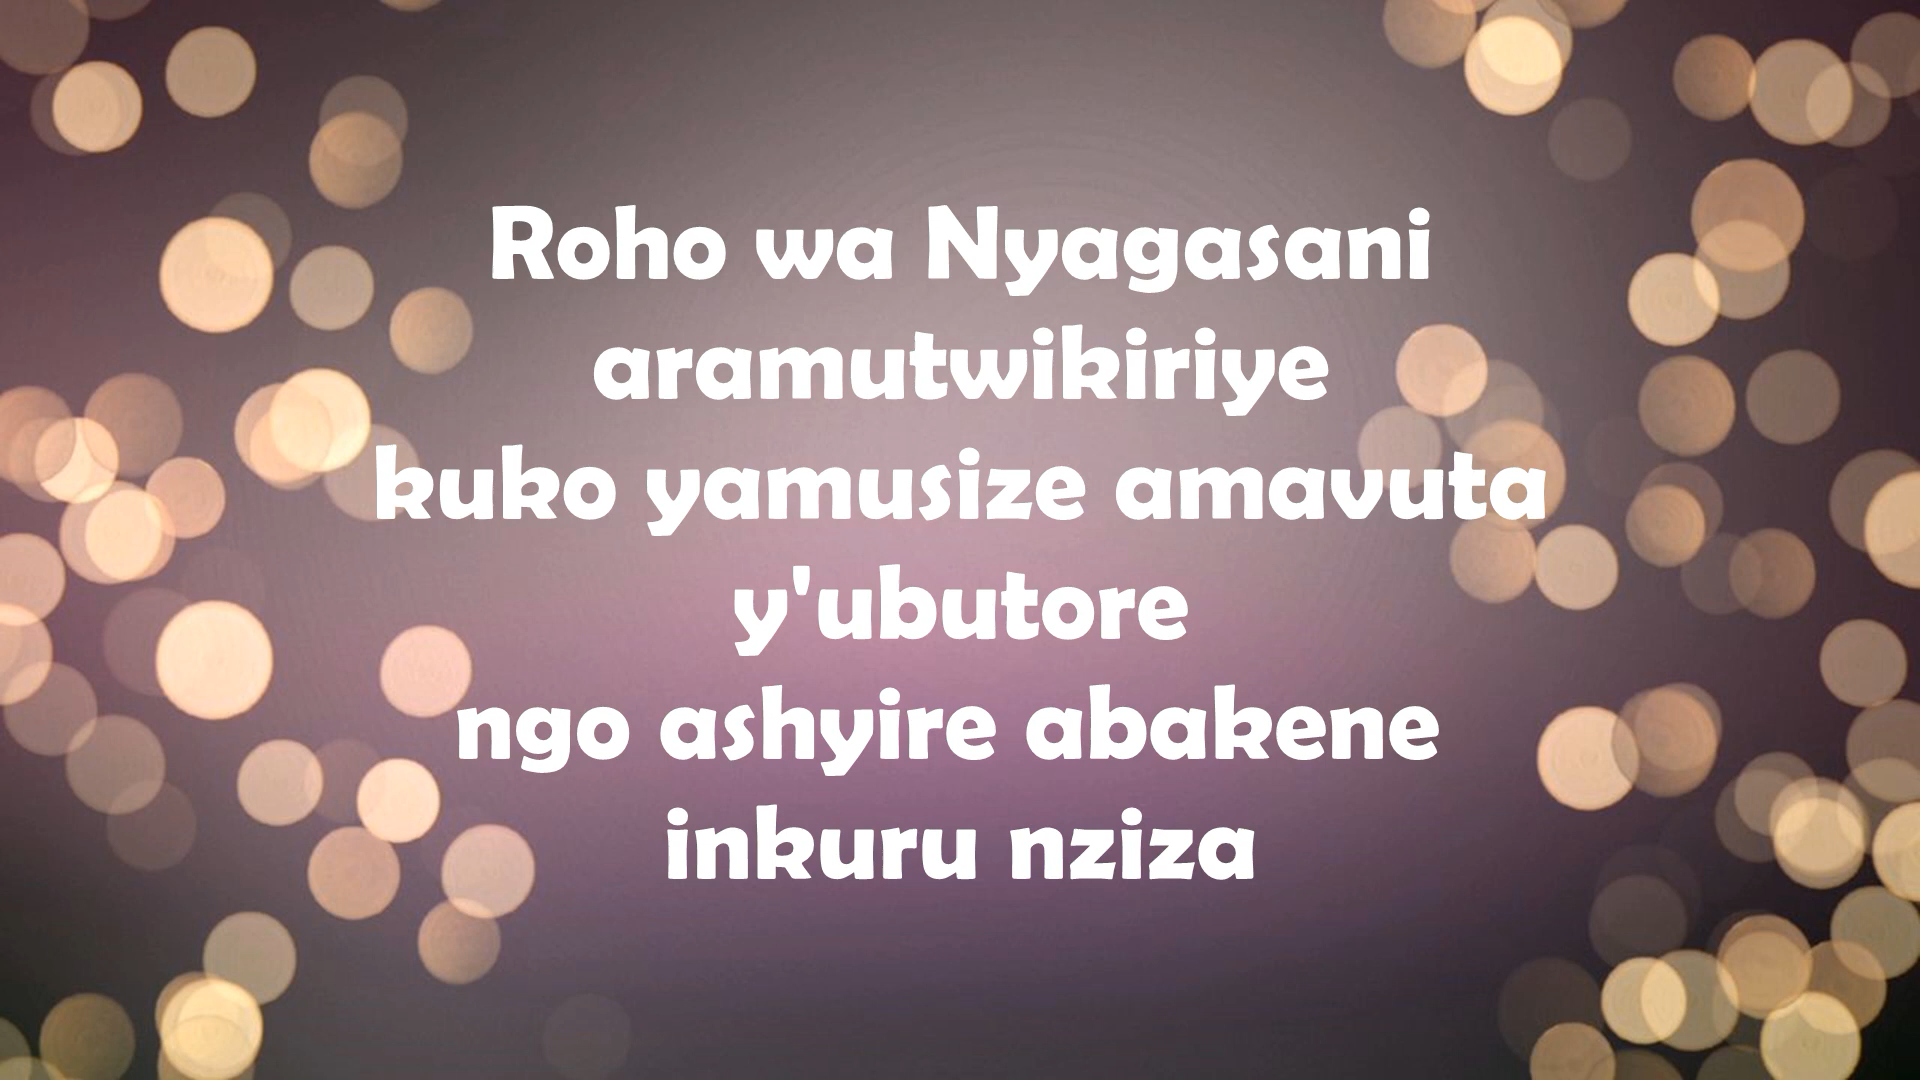 Roho wa Nyagasani
aramutwikiriye
kuko yamusize amavuta
y'ubutore
ngo ashyire abakene
inkuru nziza